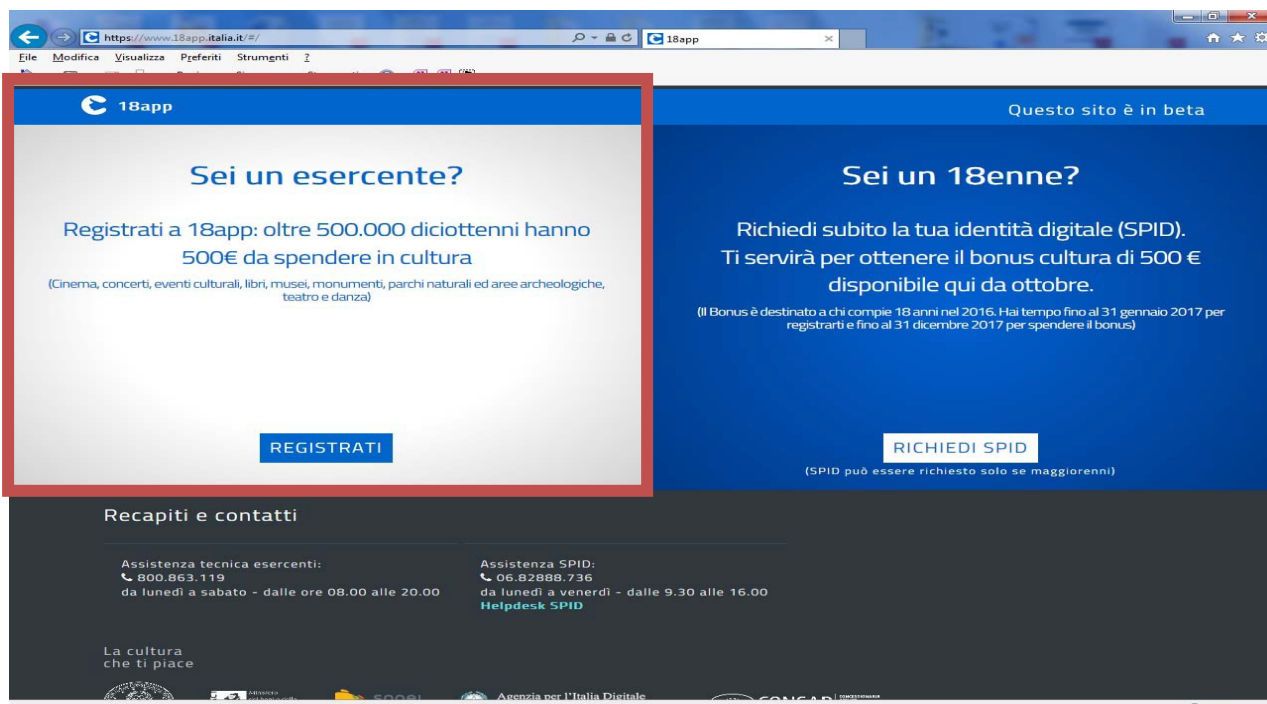 https://www.18app.italia.it/#/
18app
File Modifica Visualizza Preferiti Strumenti ?
18app
Questo sito è in beta
Sei un esercente?
Registrati a 18app: oltre 500.000 diciottenni hanno
500€ da spendere in cultura
(Cinema, concerti, eventi culturali, libri, musei, monumenti, parchi naturali ed aree archeologiche,
teatro e danza)
REGISTRATI
Sei un 18enne?
Richiedi subito la tua identità digitale (SPID).
Ti servirà per ottenere il bonus cultura di 500 €
disponibile qui da ottobre.
(Il Bonus è destinato a chi compie 18 anni nel 2016. Hai tempo fino al 31 gennaio 2017 per
registrarti e fino al 31 dicembre 2017 per spendere il bonus)
RICHIEDI SPID
(SPID può essere richiesto solo se maggiorenni)
Recapiti e contatti
Assistenza tecnica esercenti:
800.863.119
da lunedì a sabato - dalle ore 08.00 alle 20.00
Assistenza SPID:
06.82888.736
da lunedì a venerdì - dalle 9.30 alle 16.00
Helpdesk SPID
La cultura
che ti piace
Agenzia per l'Italia Digitale